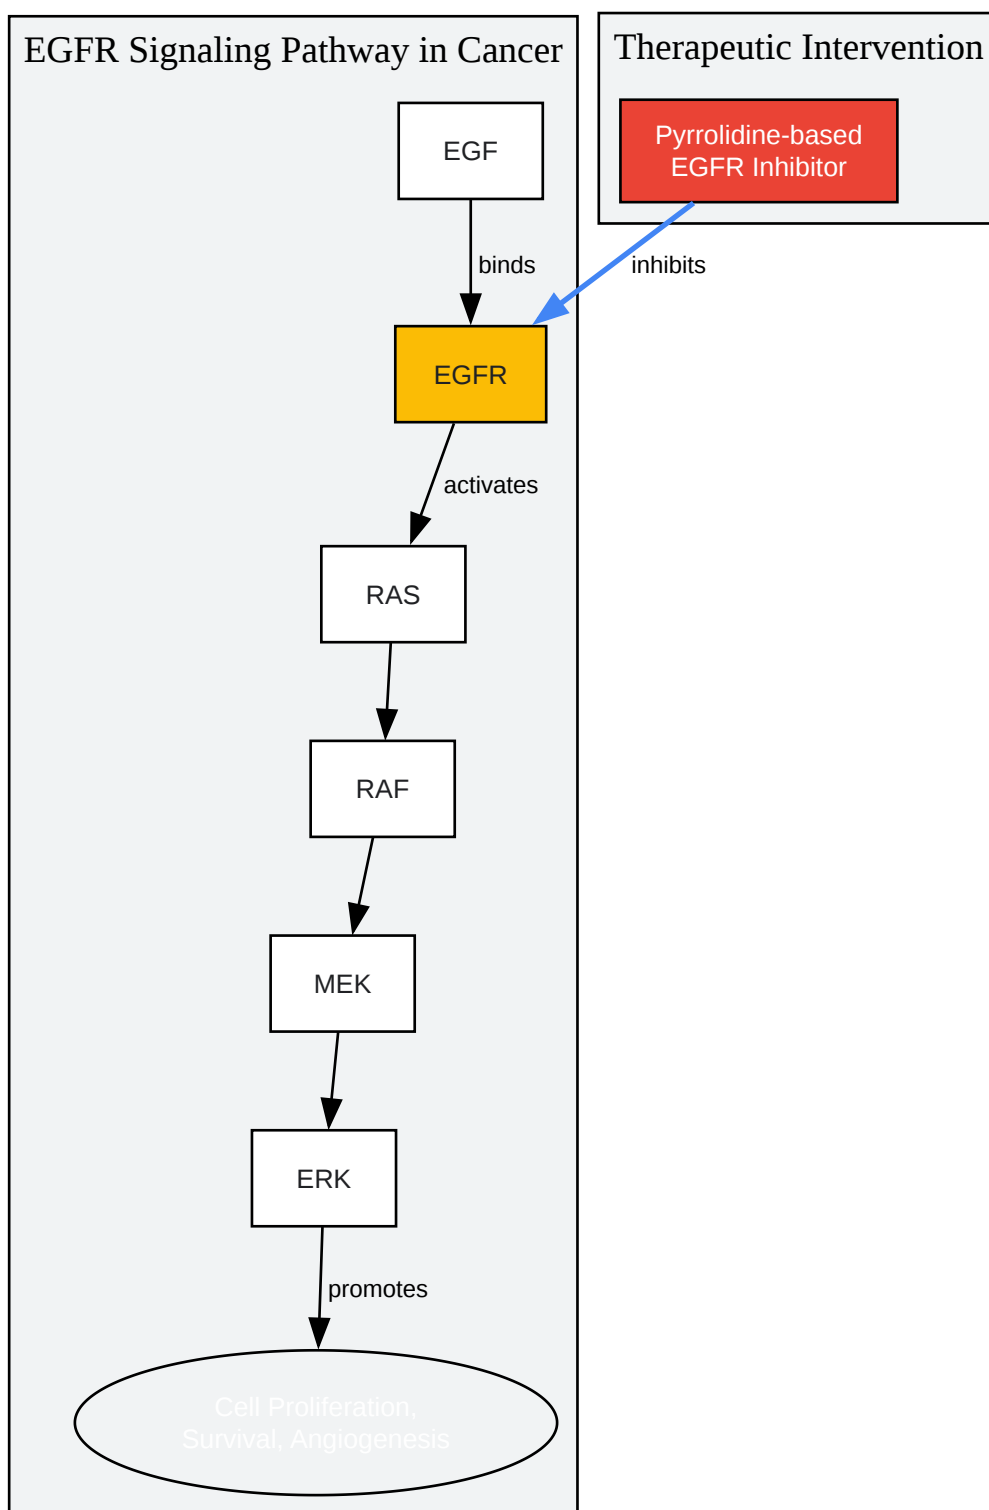 EGFR Signaling Pathway in Cancer
Therapeutic Intervention
EGF
Pyrrolidine-based
EGFR Inhibitor
binds
inhibits
EGFR
activates
RAS
RAF
MEK
ERK
promotes
Cell Proliferation,
Survival, Angiogenesis